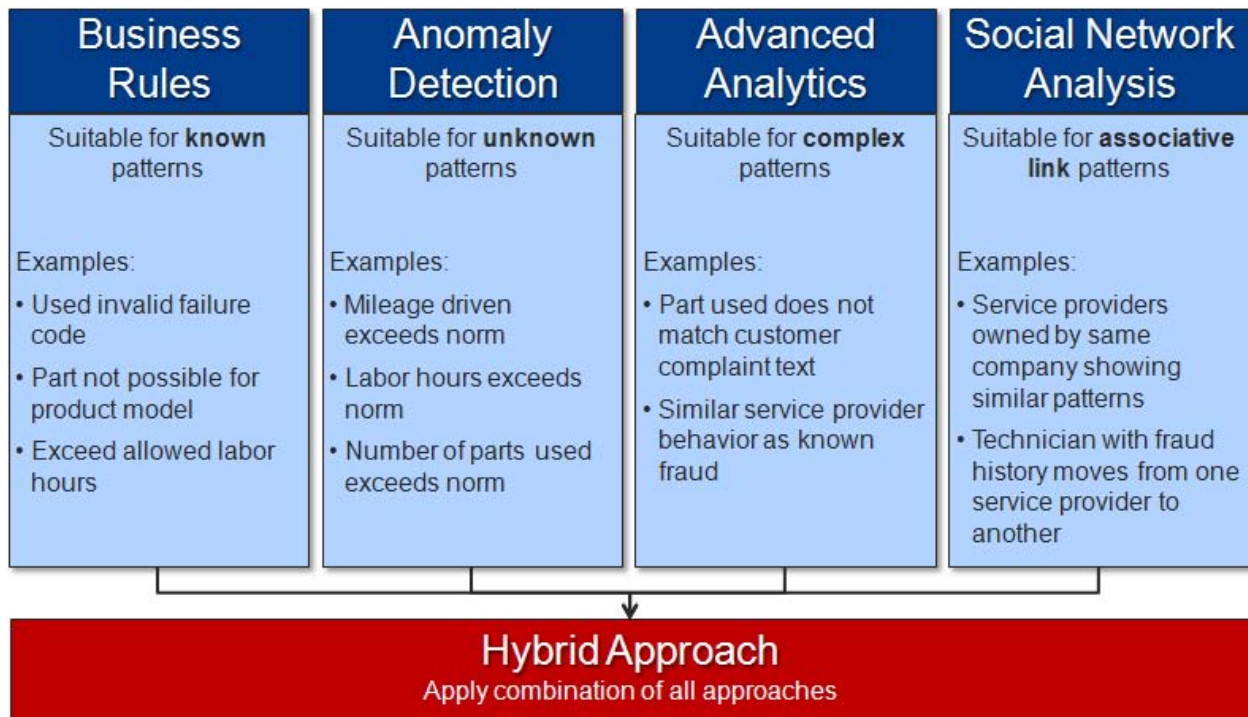 Business
Rules
Suitable for known
patterns
Examples:
• Used invalid failure
code
• Part not possible for
product model
• Exceed allowed labor
hours
Anomaly
Detection
Suitable for unknown
patterns
Examples:
• Mileage driven
exceeds norm
• Labor hours exceeds
norm
• Number of parts used
exceeds norm
Advanced
Analytics
Suitable for complex
patterns
Examples:
• Part used does not
match customer
complaint text
• Similar service provider
behavior as known
fraud
Social Network
Analysis
Suitable for associative
link patterns
Examples:
• Service providers
owned by same
company showing
similar patterns
• Technician with fraud
history moves from one
service provider to
another
Hybrid Approach
Apply combination of all approaches